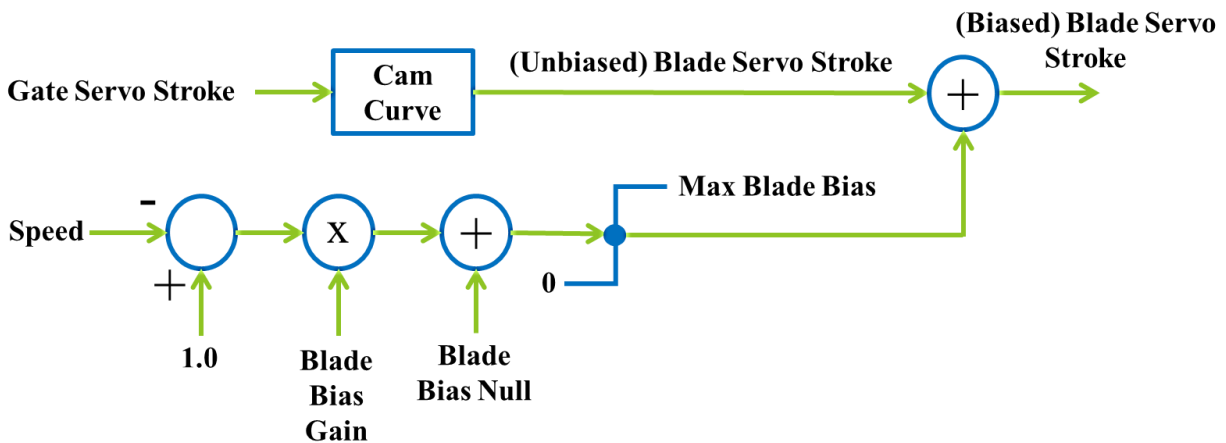 (Biased) Blade Servo
Stroke
(Unbiased) Blade Servo Stroke
Gate Servo Stroke
Cam
Curve
+
Max Blade Bias
-
Speed
X
+
+
0
1.0
Blade
Bias
Gain
Blade
Bias Null